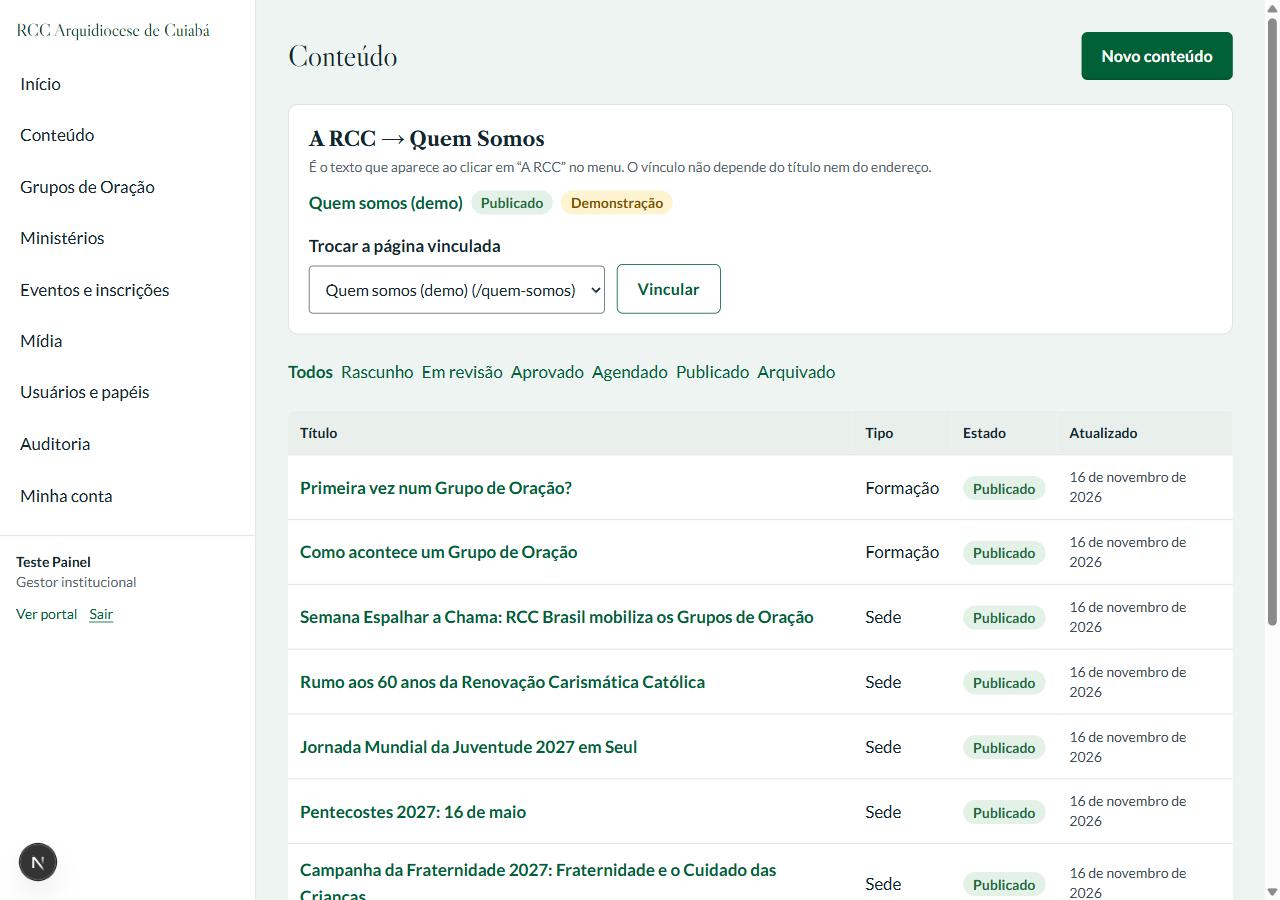 RCC Arquidiocese de Cuiabá
Início
Conteúdo
Grupos de Oração
Ministérios
Eventos e inscrições
Mídia
Usuários e papéis
Auditoria
Minha conta
Teste Painel
Gestor institucional
Ver portal Sair
N
Conteúdo
Novo conteúdo
A RCC → Quem Somos
É o texto que aparece ao clicar em “A RCC” no menu. O vínculo não depende do título nem do endereço.
Quem somos (demo) Publicado Demonstração
Trocar a página vinculada
Quem somos (demo) (/quem-somos) Vincular
Todos Rascunho Em revisão Aprovado Agendado Publicado Arquivado
Título Tipo Estado Atualizado
Primeira vez num Grupo de Oração? Formação Publicado 16 de novembro de
2026
Como acontece um Grupo de Oração Formação Publicado 16 de novembro de
2026
Semana Espalhar a Chama: RCC Brasil mobiliza os Grupos de Oração Sede Publicado 16 de novembro de
2026
Rumo aos 60 anos da Renovação Carismática Católica Sede Publicado 16 de novembro de
2026
Jornada Mundial da Juventude 2027 em Seul Sede Publicado 16 de novembro de
2026
Pentecostes 2027: 16 de maio Sede Publicado 16 de novembro de
2026
Campanha da Fraternidade 2027: Fraternidade e o Cuidado das
Crianças Sede Publicado 16 de novembro de
2026